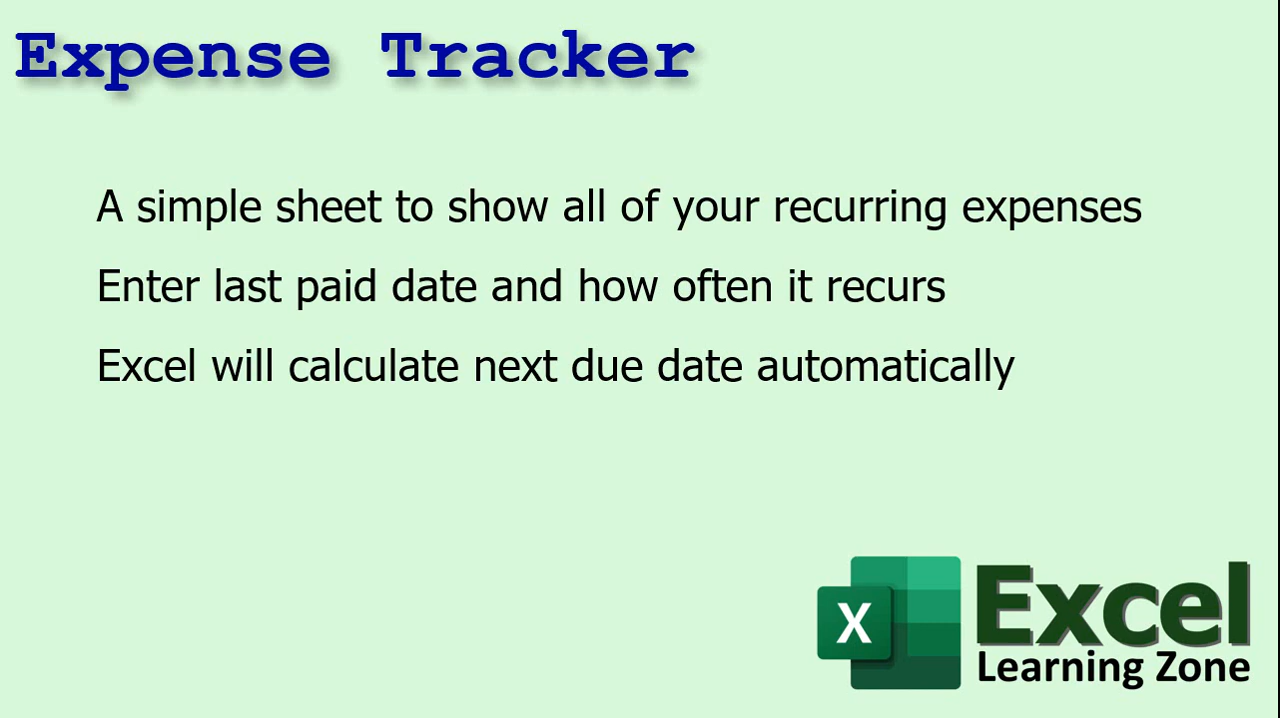 Expense Tracker
A simple sheet to show all of your recurring expenses
Enter last paid date and how often it recurs
Excel will calculate next due date automatically
X
Excel
Learning Zone